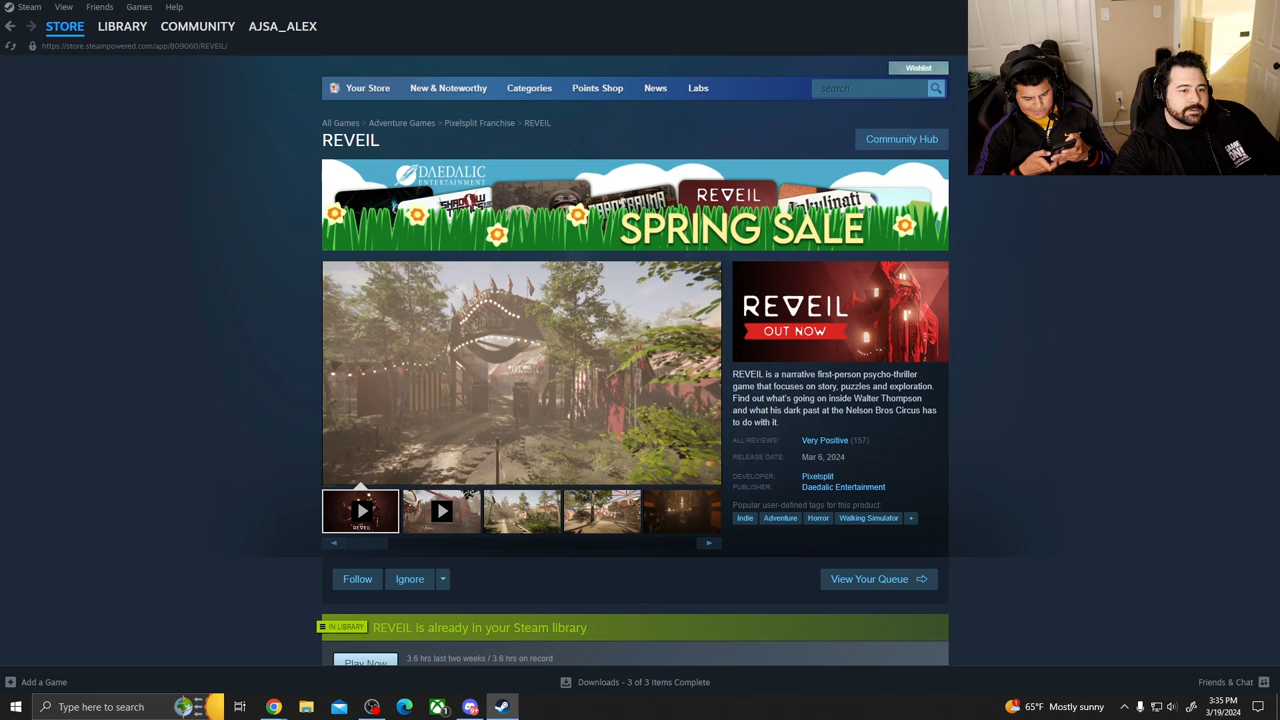 Steam View Friends Games Help
STORE LIBRARY COMMUNITY AJSA_ALEX
https://store.steampowered.com/app/809060/REVEIL/
Wishlist
Your Store New & Noteworthy Categories Points Shop News Labs search
All Games > Adventure Games > Pixelsplit Franchise > REVEIL
REVEIL
Community Hub
DAEDALIC
ENTERTAINMENT
REVEIL
Inkulinati
SPRING SALE
REVEIL
OUT NOW
REVEIL is a narrative first-person psycho-thriller
game that focuses on story, puzzles and exploration.
Find out what's going on inside Walter Thompson
and what his dark past at the Nelson Bros Circus has
to do with it.
ALL REVIEWS: Very Positive (157)
RELEASE DATE: Mar 6, 2024
DEVELOPER: Pixelsplit
PUBLISHER: Daedalic Entertainment
Popular user-defined tags for this product:
Indie Adventure Horror Walking Simulator +
Follow Ignore View Your Queue
IN LIBRARY REVEIL is already in your Steam library
Play Now 3.6 hrs last two weeks / 3.6 hrs on record
Add a Game Downloads - 3 of 3 Items Complete Friends & Chat
Type here to search
65°F Mostly sunny
3:35 PM
3/19/2024